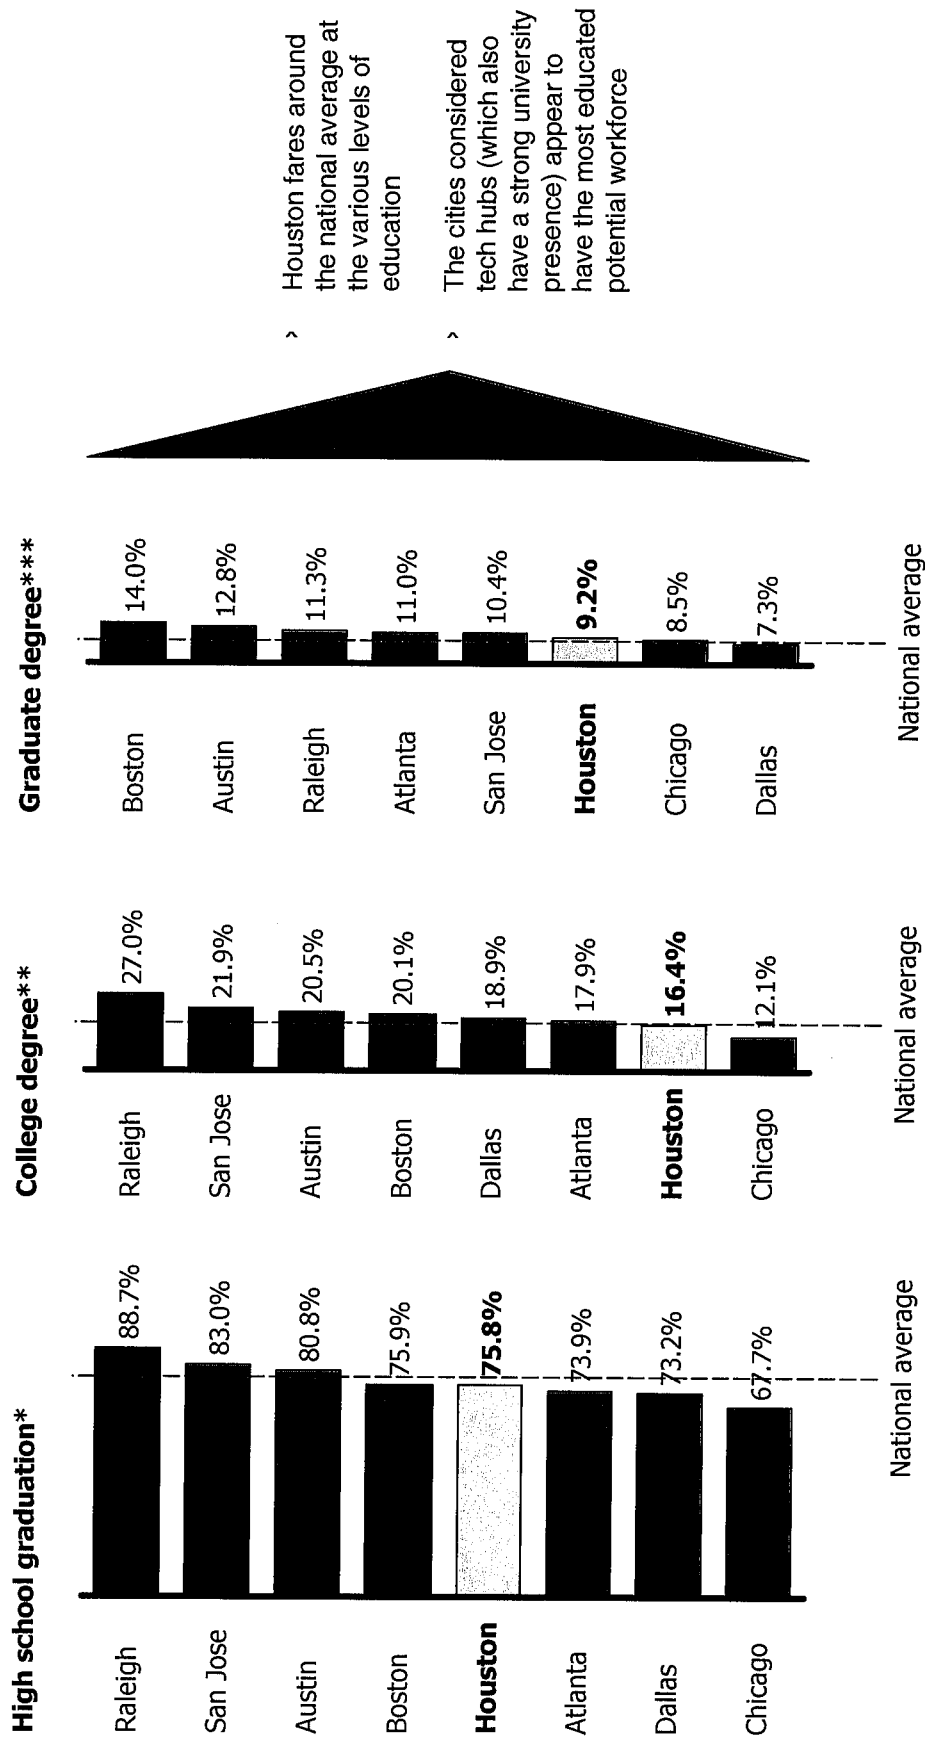 High school graduation*
Raleigh 88.7%
San Jose 83.0%
Austin 80.8%
Boston 75.9%
Houston 75.8%
Atlanta 73.9%
Dallas 73.2%
Chicago 67.7%
National average
College degree**
Raleigh 27.0%
San Jose 21.9%
Austin 20.5%
Boston 20.1%
Dallas 18.9%
Atlanta 17.9%
Houston 16.4%
Chicago 12.1%
National average
Graduate degree***
Boston 14.0%
Austin 12.8%
Raleigh 11.3%
Atlanta 11.0%
San Jose 10.4%
Houston 9.2%
Chicago 8.5%
Dallas 7.3%
National average
› Houston fares around
the national average at
the various levels of
education
› The cities considered
tech hubs (which also
have a strong university
presence) appear to
have the most educated
potential workforce